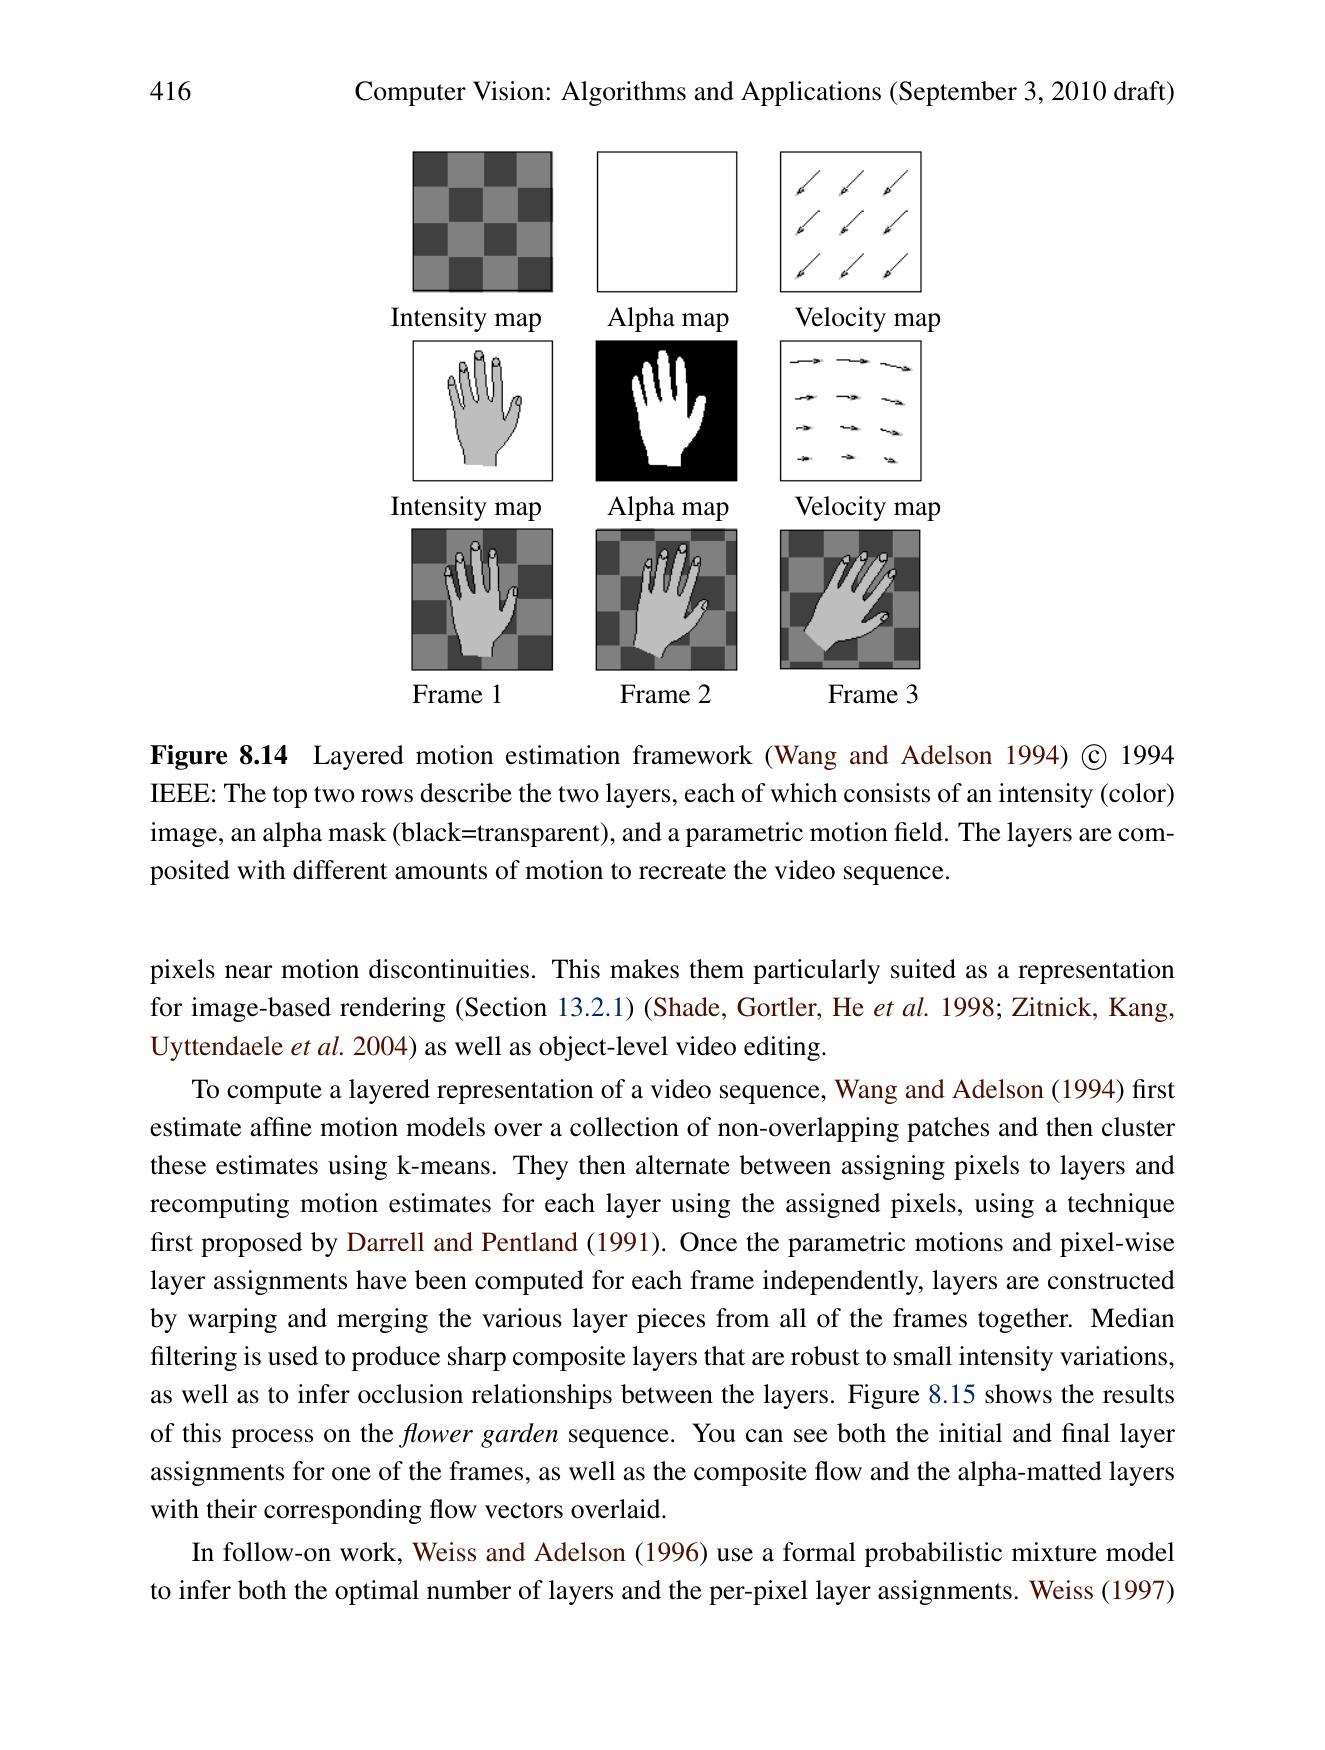 416 Computer Vision: Algorithms and Applications (September 3, 2010 draft)
Intensity map Alpha map Velocity map
Intensity map Alpha map Velocity map
Frame 1 Frame 2 Frame 3
Figure 8.14 Layered motion estimation framework (Wang and Adelson 1994) © 1994
IEEE: The top two rows describe the two layers, each of which consists of an intensity (color)
image, an alpha mask (black=transparent), and a parametric motion field. The layers are com-
posited with different amounts of motion to recreate the video sequence.
pixels near motion discontinuities. This makes them particularly suited as a representation
for image-based rendering (Section 13.2.1) (Shade, Gortler, He et al. 1998; Zitnick, Kang,
Uyttendaele et al. 2004) as well as object-level video editing.
To compute a layered representation of a video sequence, Wang and Adelson (1994) first
estimate affine motion models over a collection of non-overlapping patches and then cluster
these estimates using k-means. They then alternate between assigning pixels to layers and
recomputing motion estimates for each layer using the assigned pixels, using a technique
first proposed by Darrell and Pentland (1991). Once the parametric motions and pixel-wise
layer assignments have been computed for each frame independently, layers are constructed
by warping and merging the various layer pieces from all of the frames together. Median
filtering is used to produce sharp composite layers that are robust to small intensity variations,
as well as to infer occlusion relationships between the layers. Figure 8.15 shows the results
of this process on the flower garden sequence. You can see both the initial and final layer
assignments for one of the frames, as well as the composite flow and the alpha-matted layers
with their corresponding flow vectors overlaid.
In follow-on work, Weiss and Adelson (1996) use a formal probabilistic mixture model
to infer both the optimal number of layers and the per-pixel layer assignments. Weiss (1997)